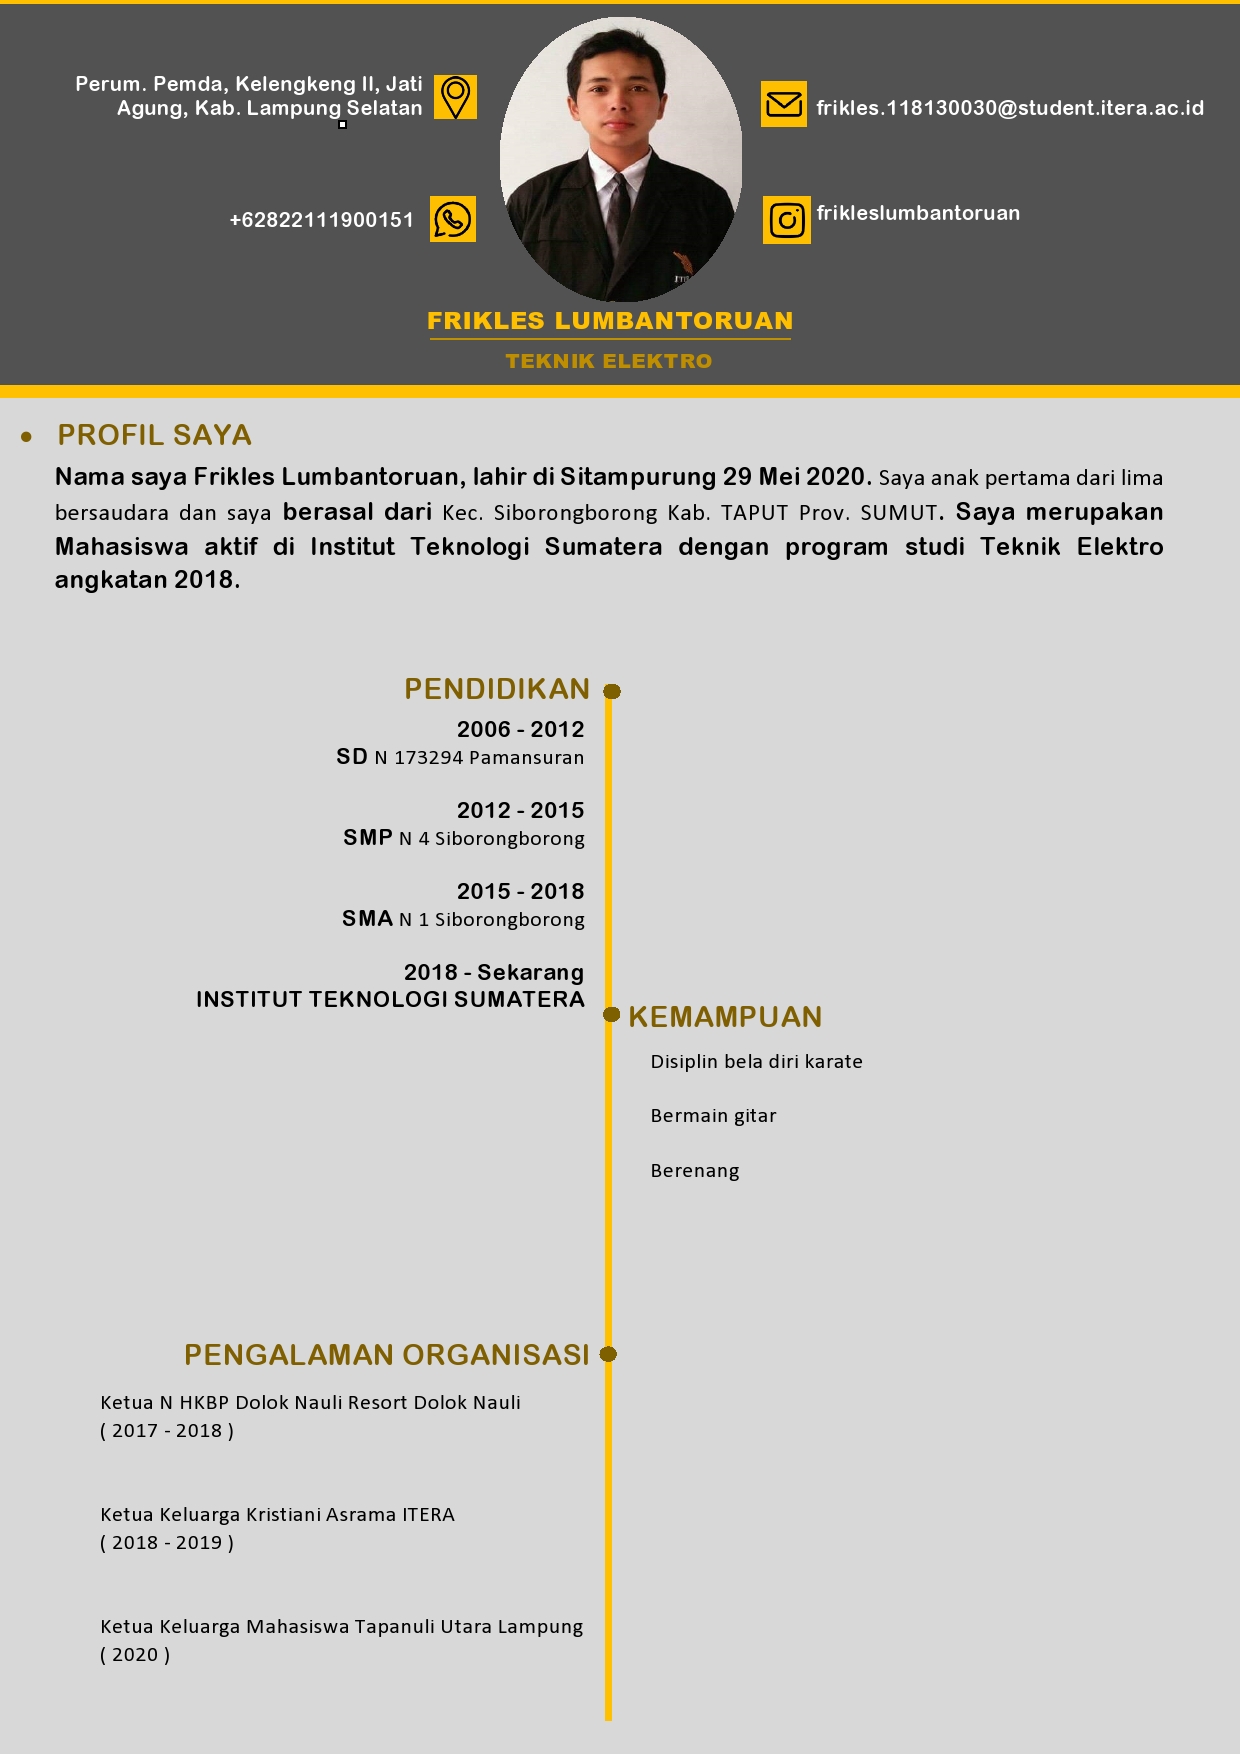 Perum. Pemda, Kelengkeng II, Jati
Agung, Kab. Lampung Selatan
+62822111900151
frikles.118130030@student.itera.ac.id
frikleslumbantoruan
FRIKLES LUMBANTORUAN
TEKNIK ELEKTRO
• PROFIL SAYA
Nama saya Frikles Lumbantoruan, lahir di Sitampurung 29 Mei 2020. Saya anak pertama dari lima
bersaudara dan saya berasal dari Kec. Siborongborong Kab. TAPUT Prov. SUMUT. Saya merupakan
Mahasiswa aktif di Institut Teknologi Sumatera dengan program studi Teknik Elektro
angkatan 2018.
PENDIDIKAN
2006 - 2012
SD N 173294 Pamansuran
2012 - 2015
SMP N 4 Siborongborong
2015 - 2018
SMA N 1 Siborongborong
2018 - Sekarang
INSTITUT TEKNOLOGI SUMATERA
KEMAMPUAN
Disiplin bela diri karate
Bermain gitar
Berenang
PENGALAMAN ORGANISASI
Ketua N HKBP Dolok Nauli Resort Dolok Nauli
( 2017 - 2018 )
Ketua Keluarga Kristiani Asrama ITERA
( 2018 - 2019 )
Ketua Keluarga Mahasiswa Tapanuli Utara Lampung
( 2020 )